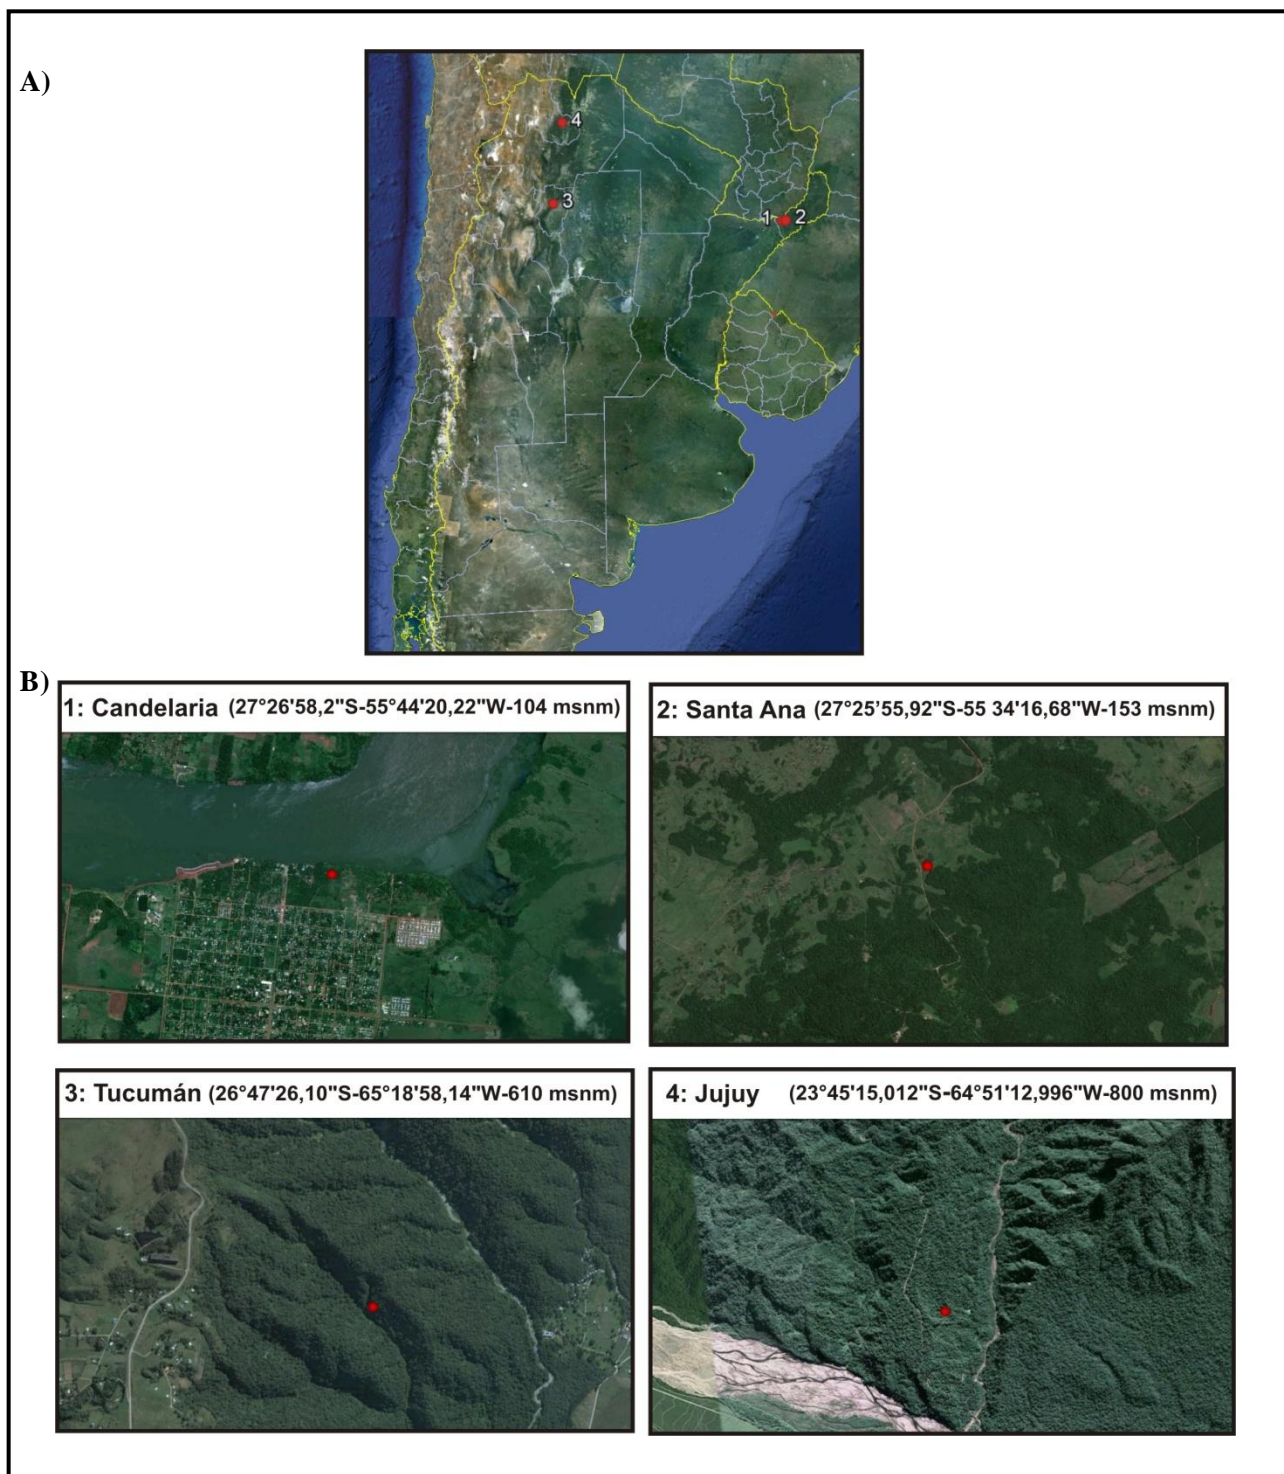 A)
4
3
1 2
B)
1: Candelaria (27°26'58,2"S-55°44'20,22"W-104 msnm)
2: Santa Ana (27°25’55,92"S-55 34'16,68"W-153 msnm)
3: Tucumán (26°47'26,10"S-65°18'58,14"W-610 msnm)
4: Jujuy (23°45'15,012"S-64°51'12,996"W-800 msnm)